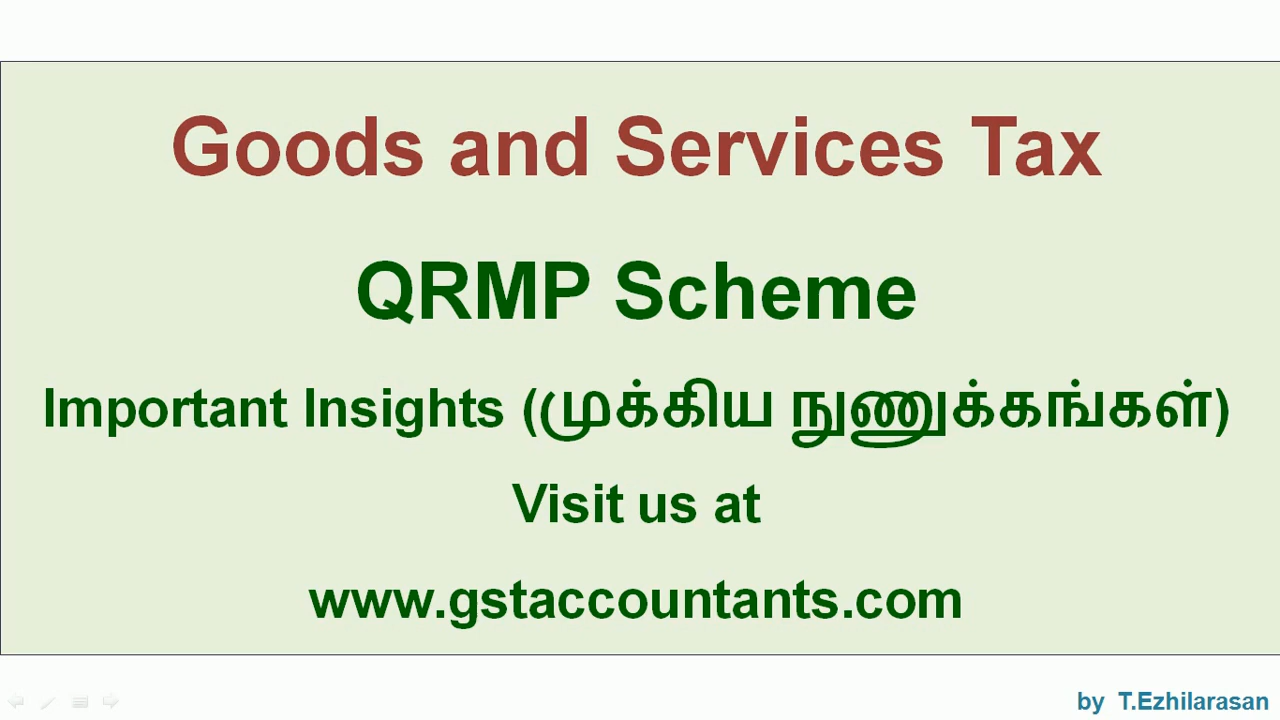 Goods and Services Tax
QRMP Scheme
Important Insights (முக்கிய நுணுக்கங்கள்)
Visit us at
www.gstaccountants.com
by T.Ezhilarasan